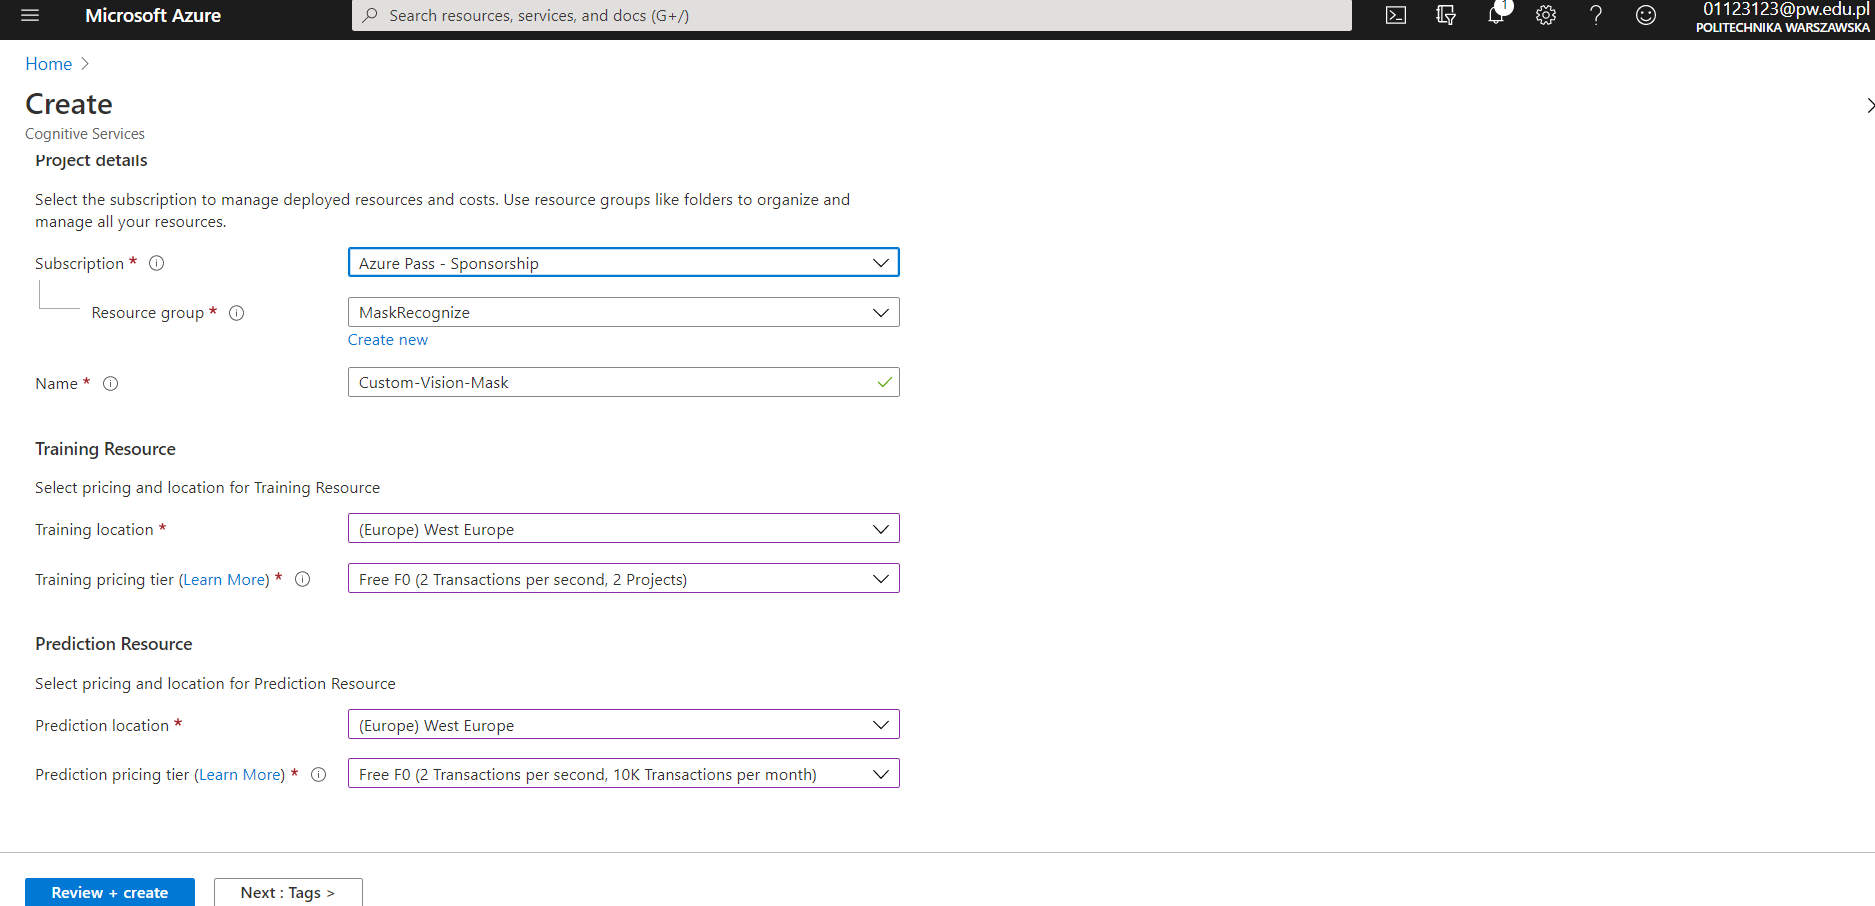 Microsoft Azure
Search resources, services, and docs (G+/)
1
01123123@pw.edu.pl
POLITECHNIKA WARSZAWSKA
Home >
Create
Cognitive Services
Project details
Select the subscription to manage deployed resources and costs. Use resource groups like folders to organize and
manage all your resources.
Subscription *
Azure Pass - Sponsorship
Resource group *
MaskRecognize
Create new
Name *
Custom-Vision-Mask
Training Resource
Select pricing and location for Training Resource
Training location *
(Europe) West Europe
Training pricing tier (Learn More) *
Free F0 (2 Transactions per second, 2 Projects)
Prediction Resource
Select pricing and location for Prediction Resource
Prediction location *
(Europe) West Europe
Prediction pricing tier (Learn More) *
Free F0 (2 Transactions per second, 10K Transactions per month)
Review + create
Next : Tags >